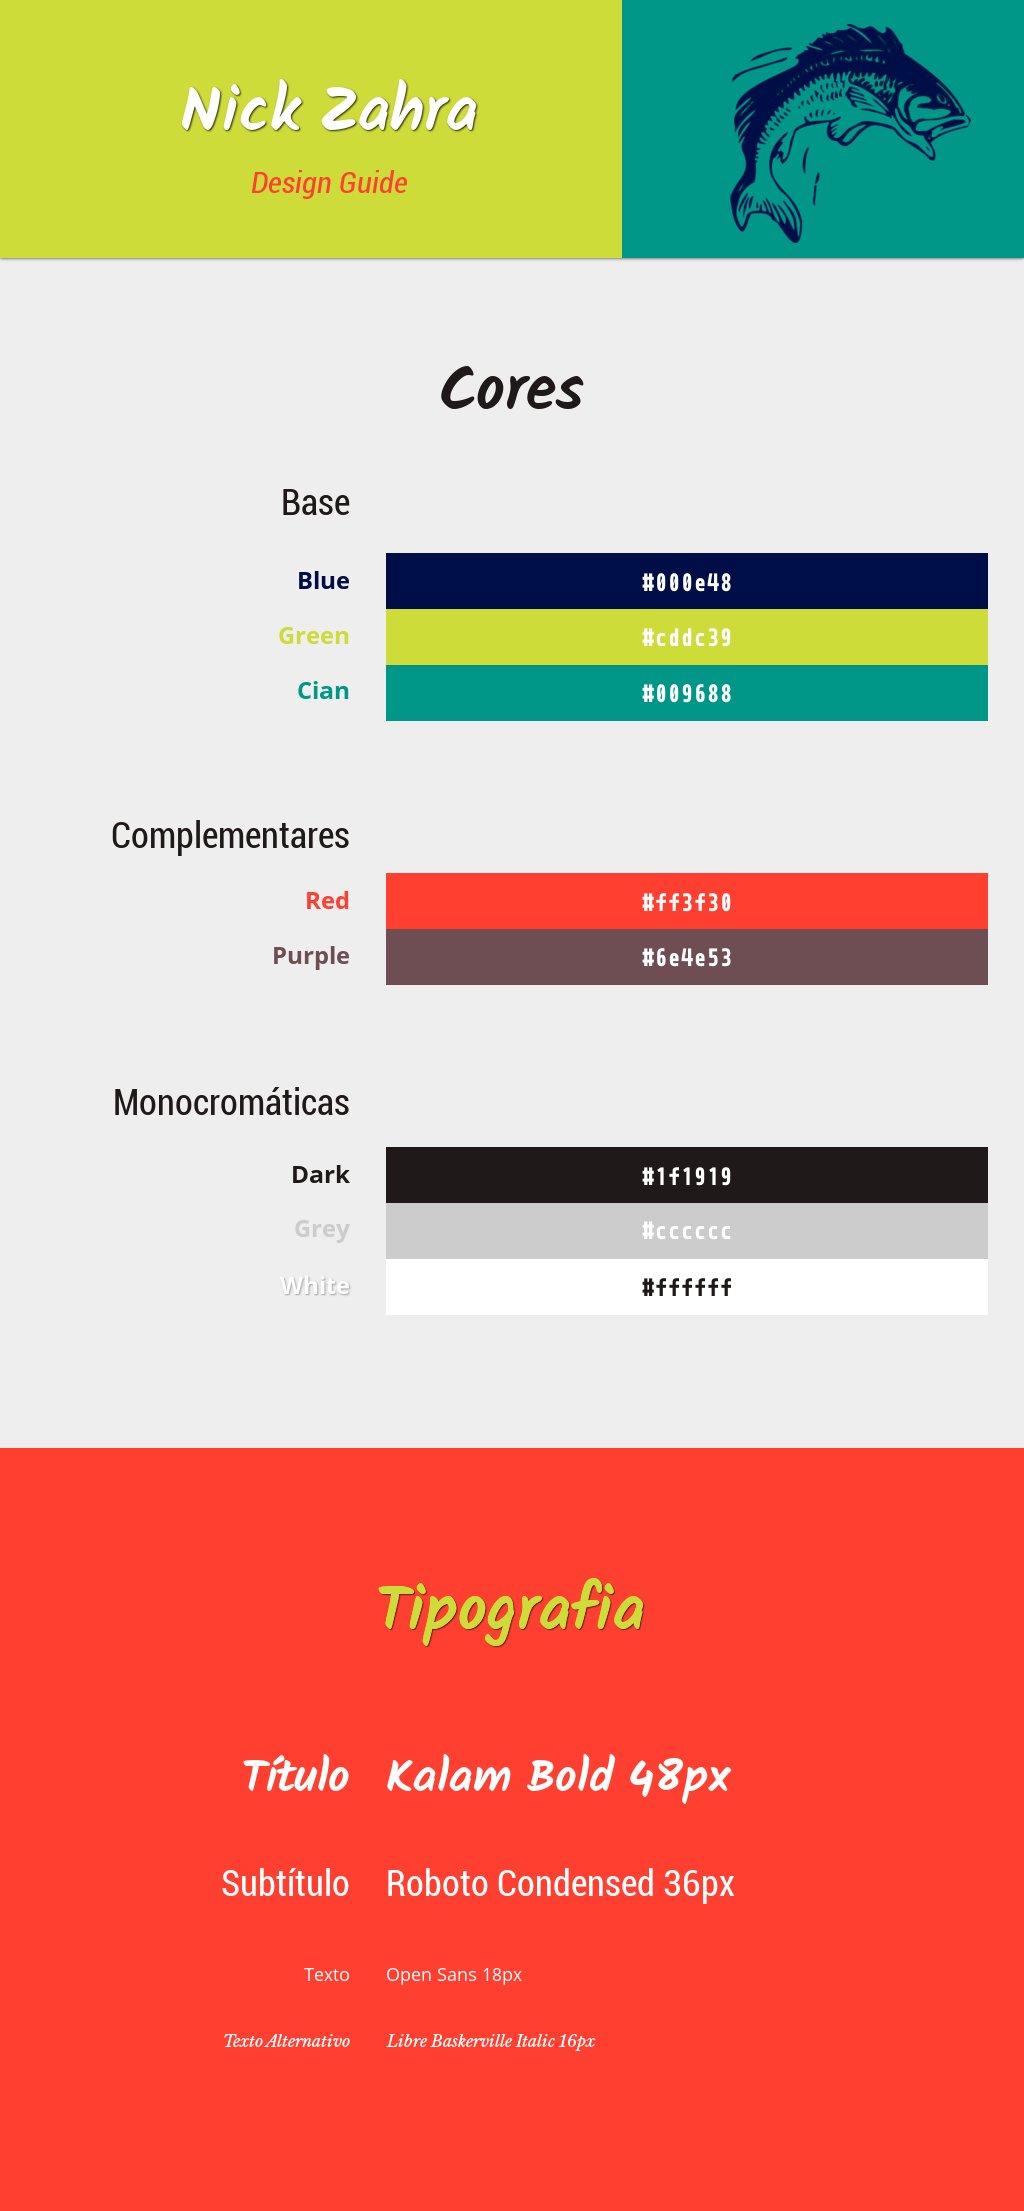 Nick Zahra
Design Guide
Cores
Base
Blue #000e48
Green #cddc39
Cian #009688
Complementares
Red #ff3f30
Purple #6e4e53
Monocromáticas
Dark #1f1919
Grey #cccccc
White #ffffff
Tipografia
Título Kalam Bold 48px
Subtítulo Roboto Condensed 36px
Texto Open Sans 18px
Texto Alternativo Libre Baskerville Italic 16px